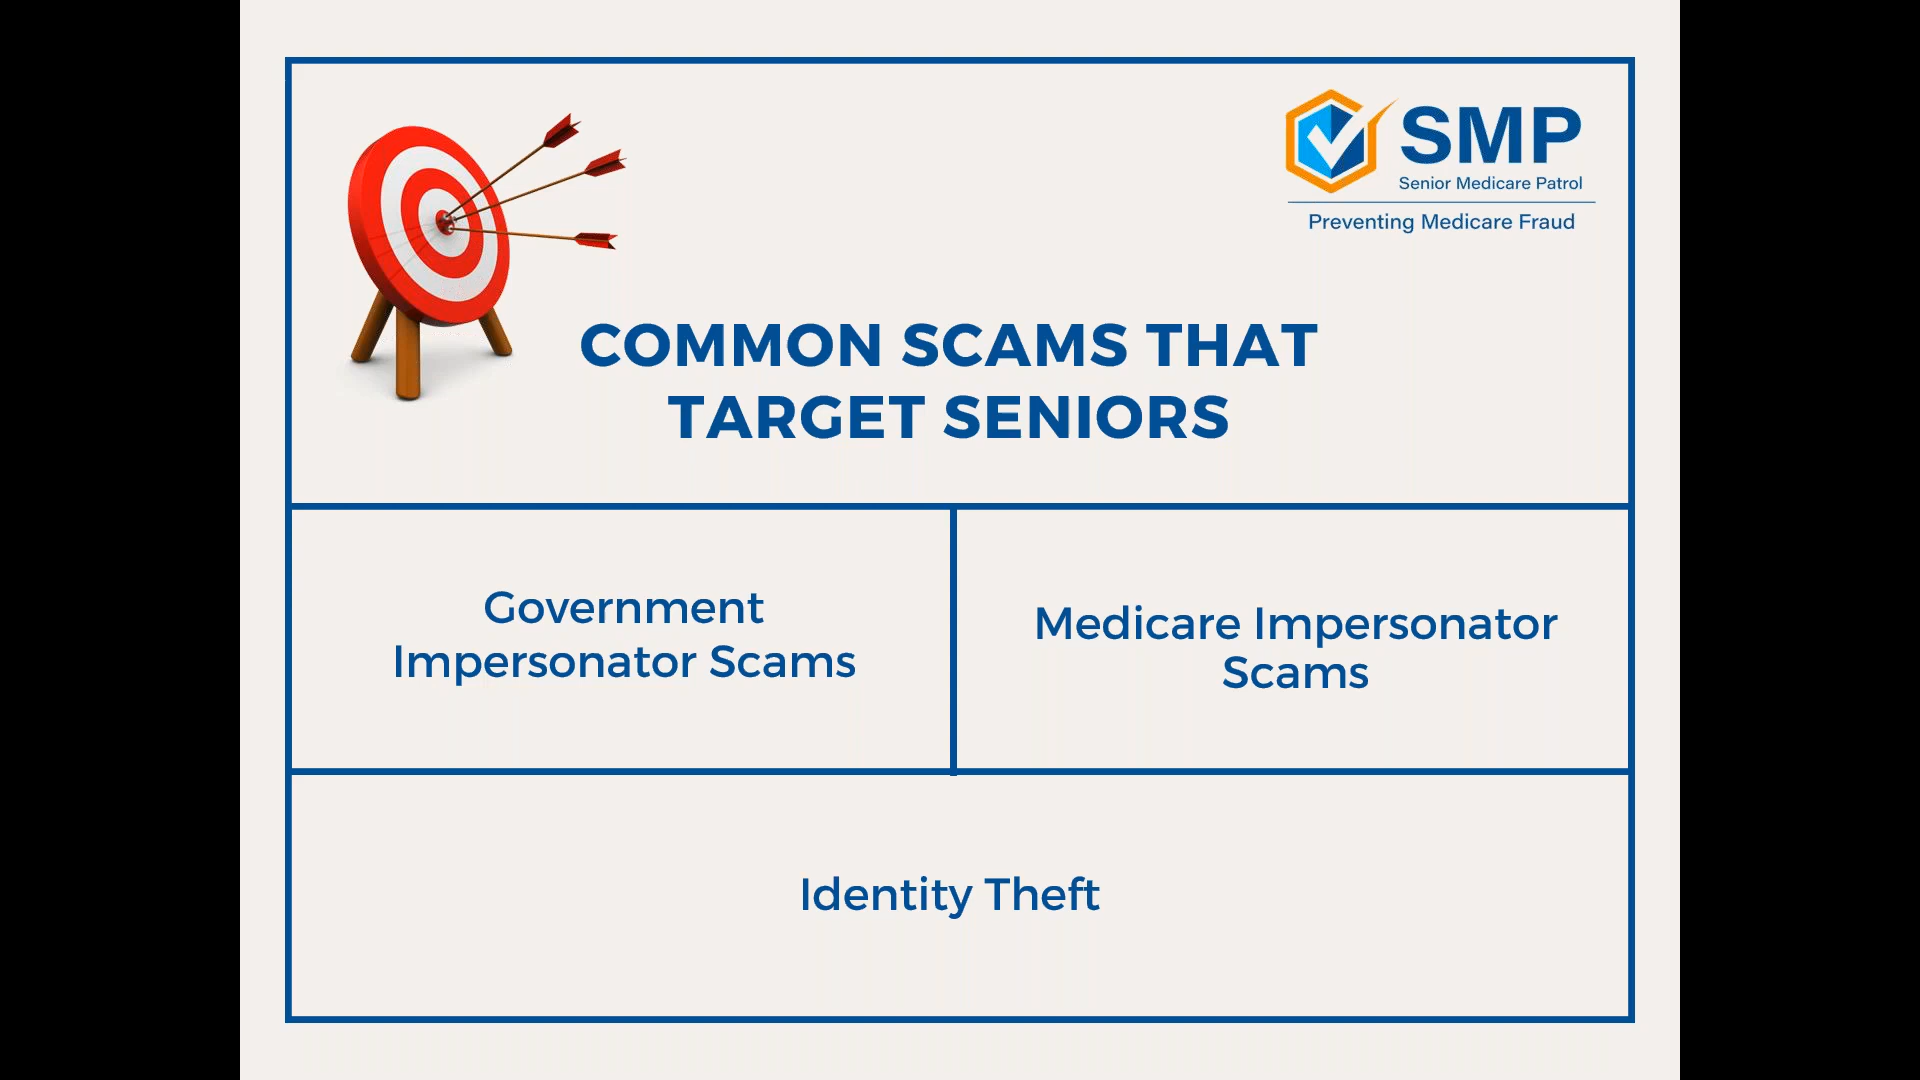 SMP
Senior Medicare Patrol
Preventing Medicare Fraud
COMMON SCAMS THAT
TARGET SENIORS
Government
Impersonator Scams
Medicare Impersonator
Scams
Identity Theft